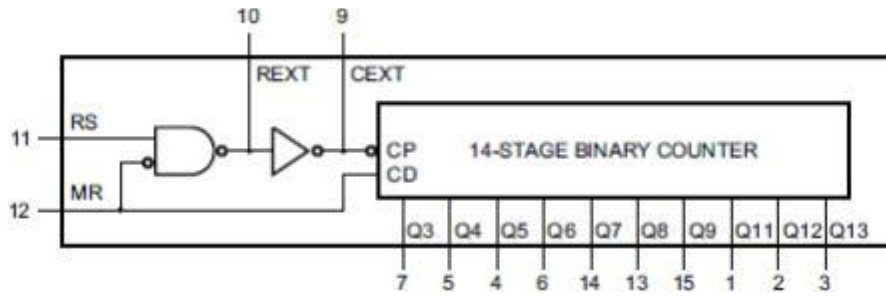 10 9
REXT CEXT
11 RS
CP 14-STAGE BINARY COUNTER
CD
12 MR
Q3 Q4 Q5 Q6 Q7 Q8 Q9 Q11 Q12 Q13
7 5 4 6 14 13 15 1 2 3